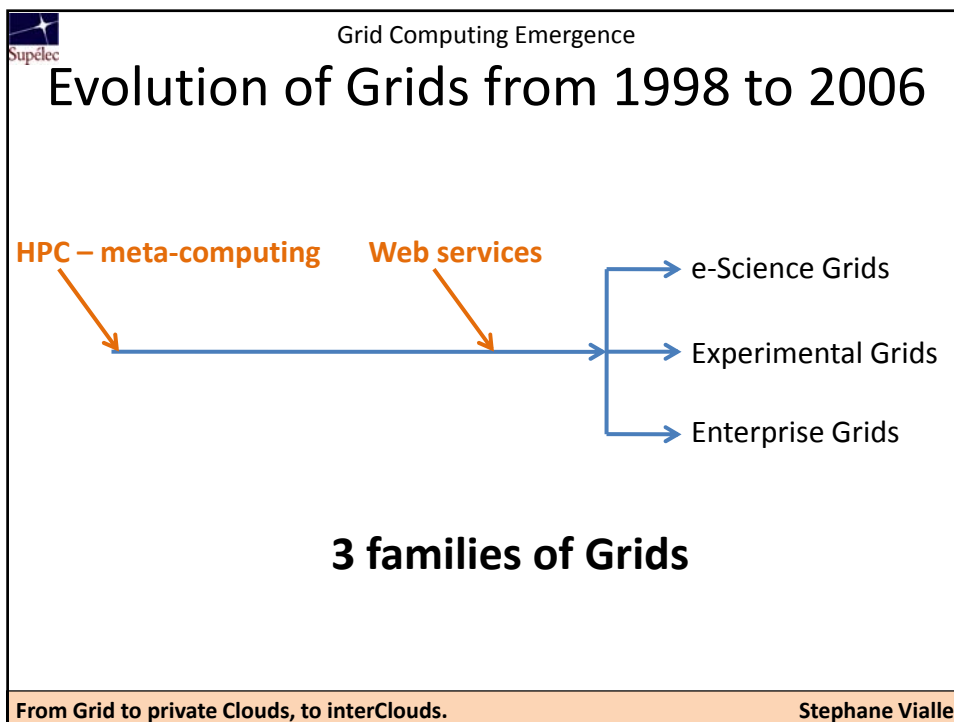 Supélec
Grid Computing Emergence
Evolution of Grids from 1998 to 2006
HPC – meta-computing
Web services
e-Science Grids
Experimental Grids
Enterprise Grids
3 families of Grids
From Grid to private Clouds, to interClouds.
Stephane Vialle